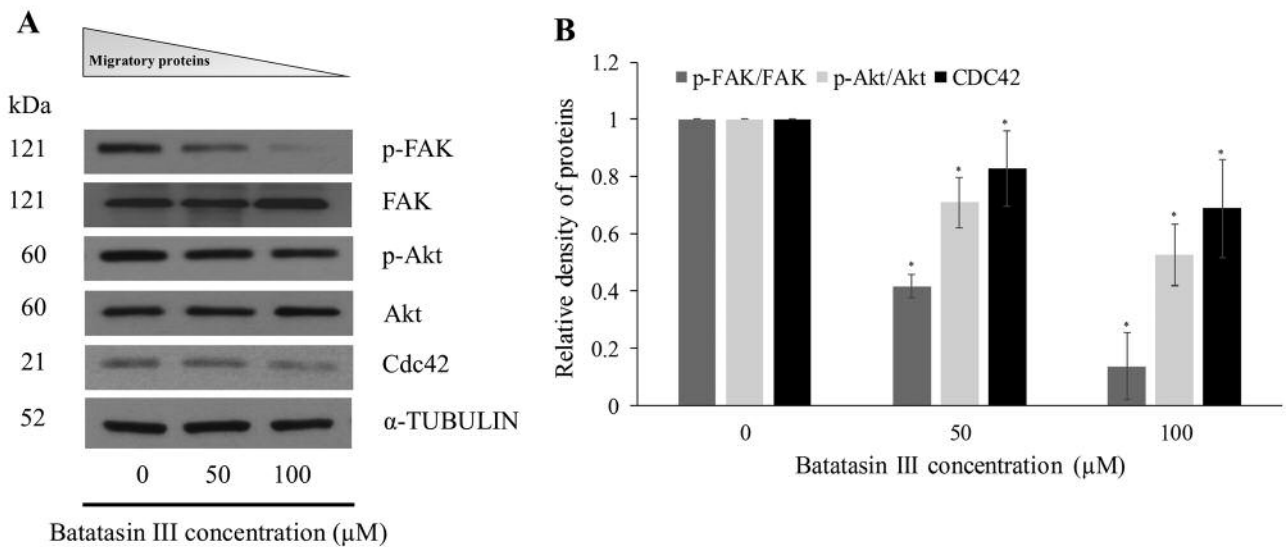 A
Migratory proteins
kDa
121 p-FAK
121 FAK
60 p-Akt
60 Akt
21 Cdc42
52 α-TUBULIN
0 50 100
Batatasin III concentration (µM)
B
p-FAK/FAK p-Akt/Akt CDC42
Relative density of proteins
1.2
1
0.8
0.6
0.4
0.2
0
* * *
* * *
0 50 100
Batatasin III concentration (µM)